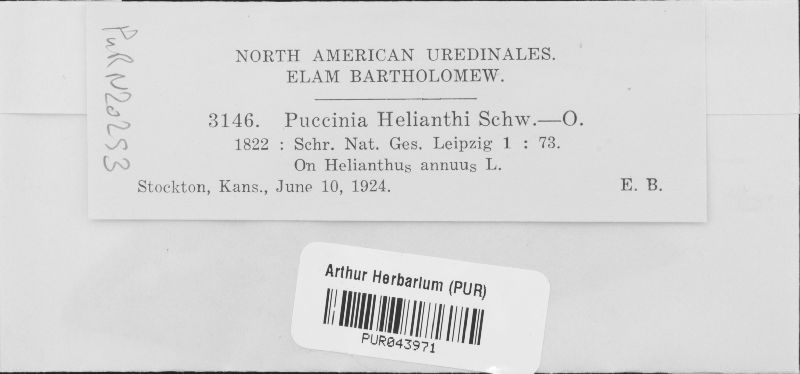 PuR N20253
NORTH AMERICAN UREDINALES.
ELAM BARTHOLOMEW.
3146. Puccinia Helianthi Schw.—O.
1822 : Schr. Nat. Ges. Leipzig 1 : 73.
On Helianthus annuus L.
Stockton, Kans., June 10, 1924. E. B.
Arthur Herbarium (PUR)
PUR043971